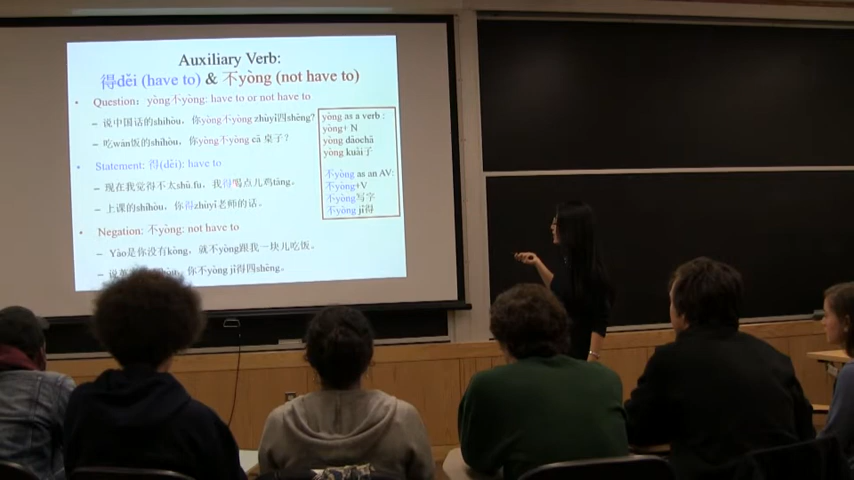 Auxiliary Verb:
得děi (have to) & 不yòng (not have to)
• Question: yòng不yòng: have to or not have to
– 说中国话的shíhòu, 你yòng不yòng zhùyì四shēng?
– 吃wǎn饭的shíhòu, 你yòng不yòng cā 桌子?
• Statement: 得(děi): have to
– 现在我觉得不太shū.fu, 我得喝点儿鸡tāng。
– 上课的shíhòu, 你得zhùyì老师的话。
• Negation: 不yòng: not have to
– Yào是你没有kòng, 就不yòng跟我一块儿吃饭。
– 说 你不yòng jì得四shēng。
yòng as a verb :
yòng+ N
yòng dāochā
yòng kuài子
不yòng as an AV:
不yòng+V
不yòng写字
不yòng jì得